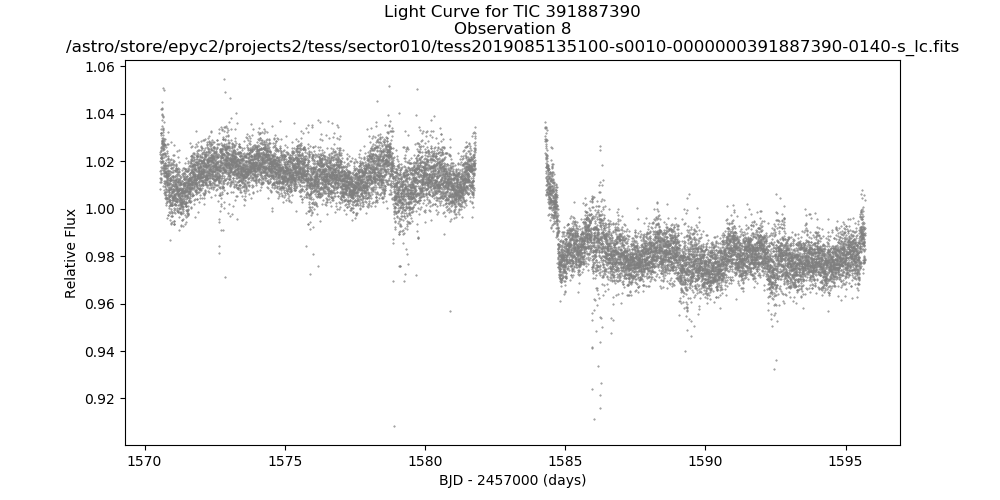 Light Curve for TIC 391887390
Observation 8
/astro/store/epyc2/projects2/tess/sector010/tess2019085135100-s0010-0000000391887390-0140-s_lc.fits
1.06
1.04
1.02
1.00
0.98
0.96
0.94
0.92
Relative Flux
1570
1575
1580
1585
1590
1595
BJD - 2457000 (days)